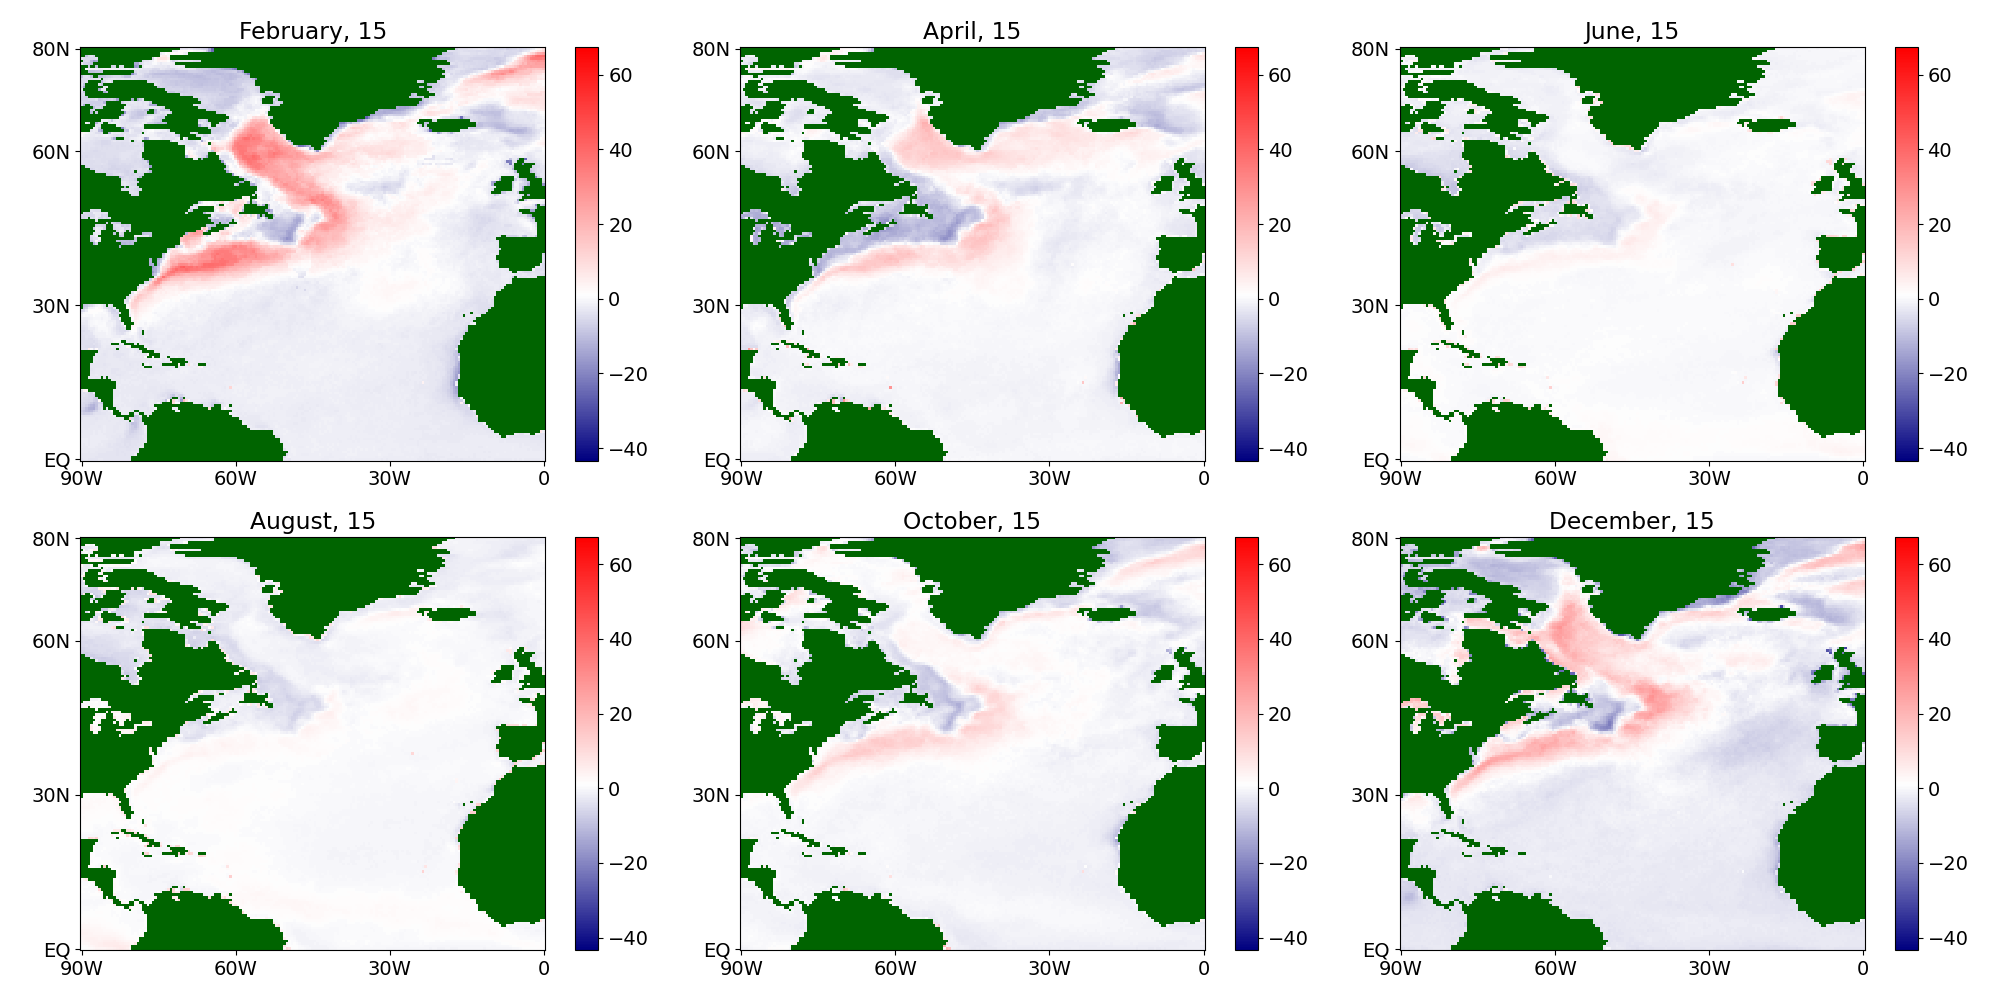 February, 15
80N
60N
30N
EQ
90W 60W 30W 0
60
40
20
0
−20
−40
April, 15
80N
60N
30N
EQ
90W 60W 30W 0
60
40
20
0
−20
−40
June, 15
80N
60N
30N
EQ
90W 60W 30W 0
60
40
20
0
−20
−40
August, 15
80N
60N
30N
EQ
90W 60W 30W 0
60
40
20
0
−20
−40
October, 15
80N
60N
30N
EQ
90W 60W 30W 0
60
40
20
0
−20
−40
December, 15
80N
60N
30N
EQ
90W 60W 30W 0
60
40
20
0
−20
−40